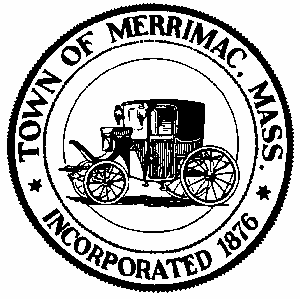 TOWN OF MERRIMAC, MASS.
INCORPORATED 1876